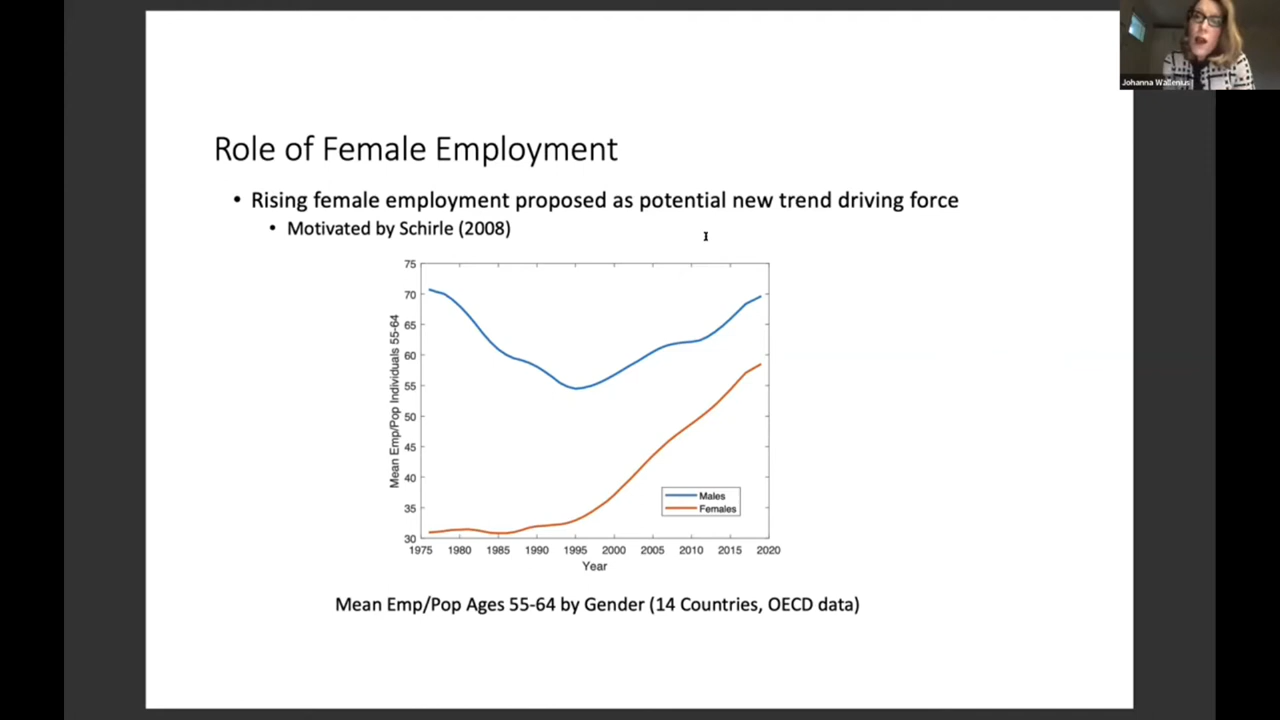 Johanna Wallenius
Role of Female Employment
• Rising female employment proposed as potential new trend driving force
• Motivated by Schirle (2008)
Mean Emp/Pop Individuals 55-64
75
70
65
60
55
50
45
40
35
30
Males
Females
1975 1980 1985 1990 1995 2000 2005 2010 2015 2020
Year
Mean Emp/Pop Ages 55-64 by Gender (14 Countries, OECD data)